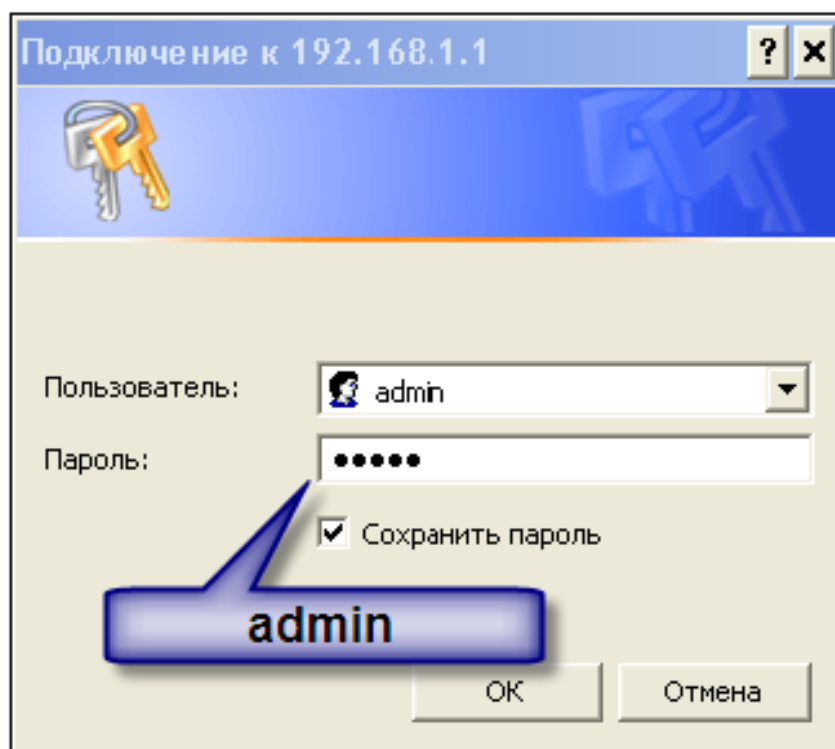 Подключение к 192.168.1.1
Пользователь: admin
Пароль: •••••
Сохранить пароль
admin
OK Отмена